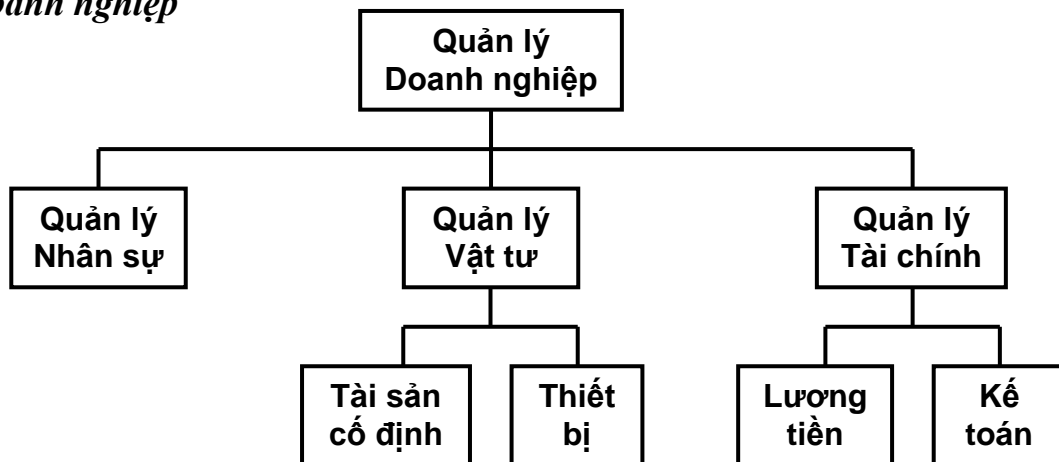 nghiệp
Quản lý
Doanh nghiệp
Quản lý
Nhân sự
Quản lý
Vật tư
Quản lý
Tài chính
Tài sản
cố định
Thiết
bị
Lương
tiền
Kế
toán